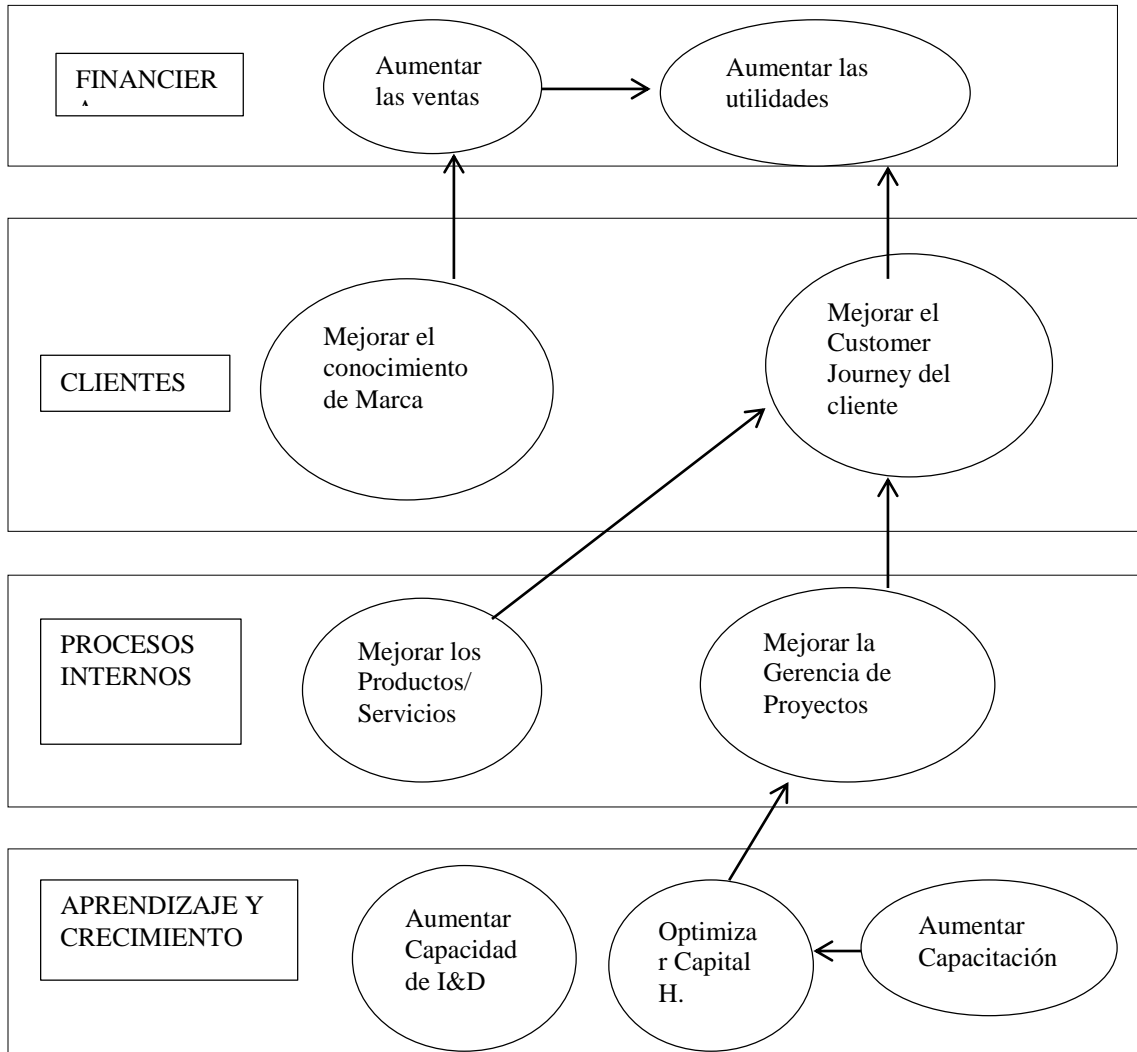 FINANCIER
A
Aumentar
las ventas
Aumentar las
utilidades
CLIENTES
Mejorar el
conocimiento
de Marca
Mejorar el
Customer
Journey del
cliente
PROCESOS
INTERNOS
Mejorar los
Productos/
Servicios
Mejorar la
Gerencia de
Proyectos
APRENDIZAJE Y
CRECIMIENTO
Aumentar
Capacidad
de I&D
Optimiza
r Capital
H.
Aumentar
Capacitación